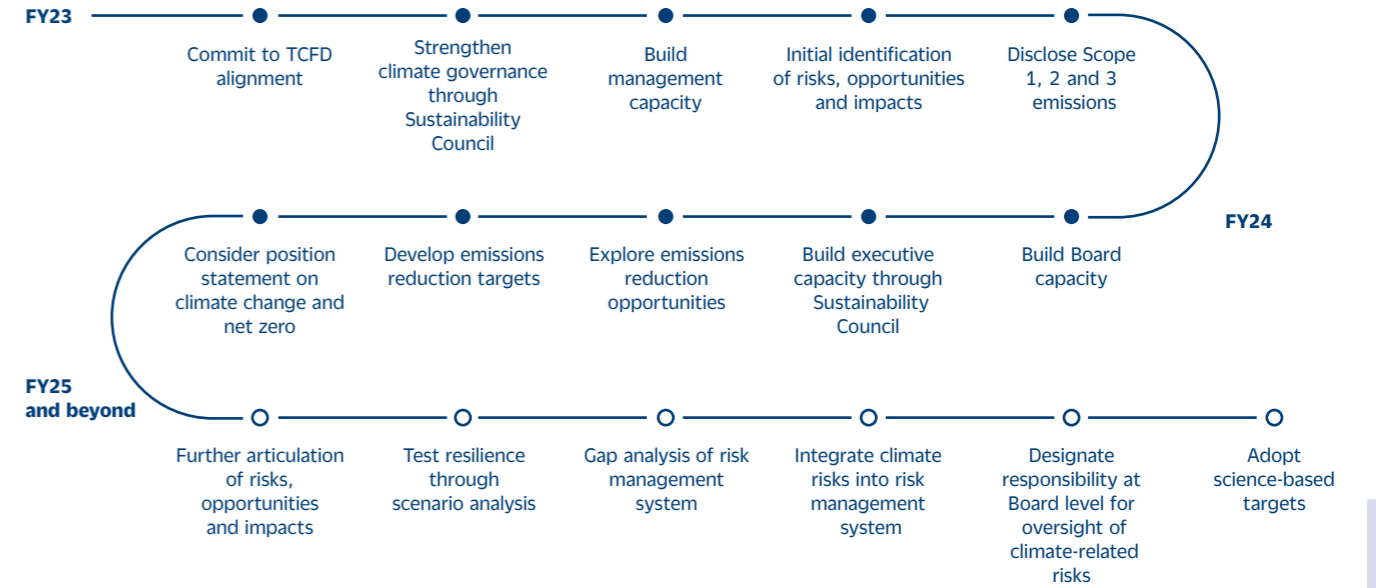 FY23
Commit to TCFD
alignment
Strengthen
climate governance
through
Sustainability
Council
Build
management
capacity
Initial identification
of risks, opportunities
and impacts
Disclose Scope
1, 2 and 3
emissions
FY24
Consider position
statement on
climate change and
net zero
Develop emissions
reduction targets
Explore emissions
reduction
opportunities
Build executive
capacity through
Sustainability
Council
Build Board
capacity
FY25
and beyond
Further articulation
of risks,
opportunities
and impacts
Test resilience
through
scenario analysis
Gap analysis of risk
management
system
Integrate climate
risks into risk
management
system
Designate
responsibility at
Board level for
oversight of
climate-related
risks
Adopt
science-based
targets